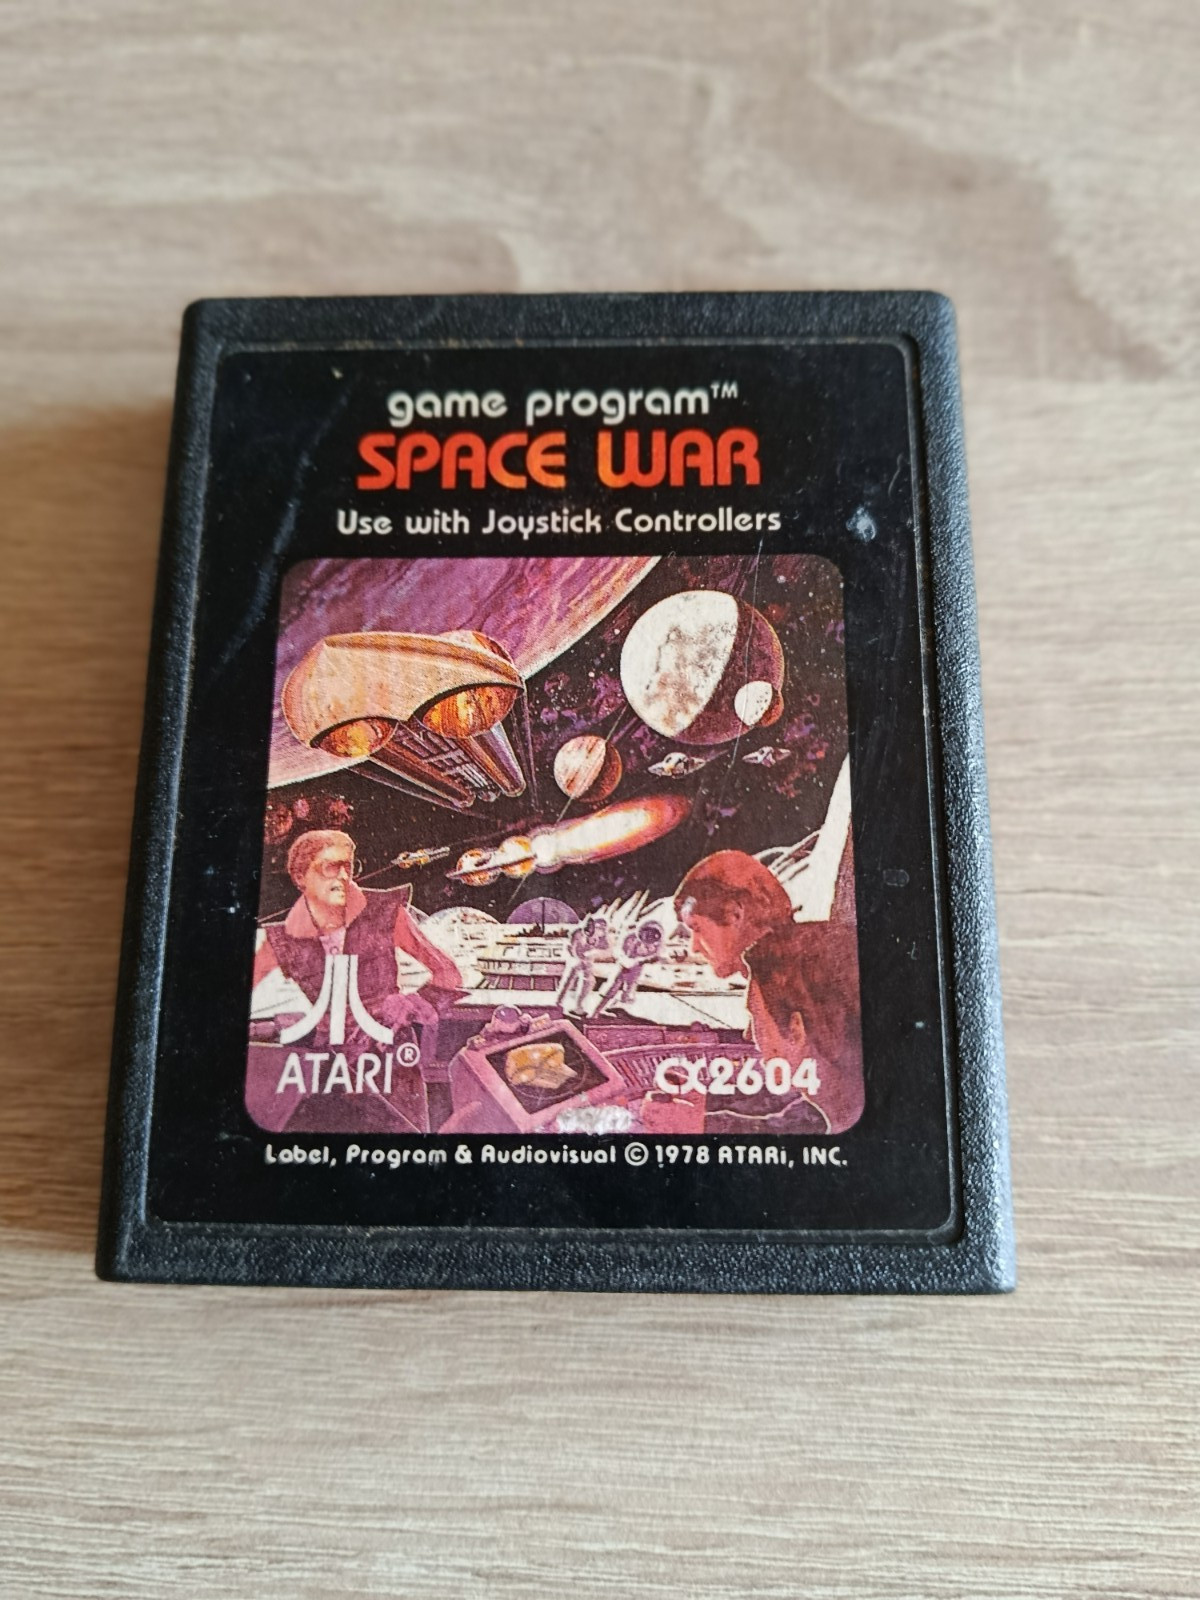 game program™
SPACE WAR
Use with Joystick Controllers
ATARI®
CX2604
Label, Program & Audiovisual © 1978 ATARI, INC.